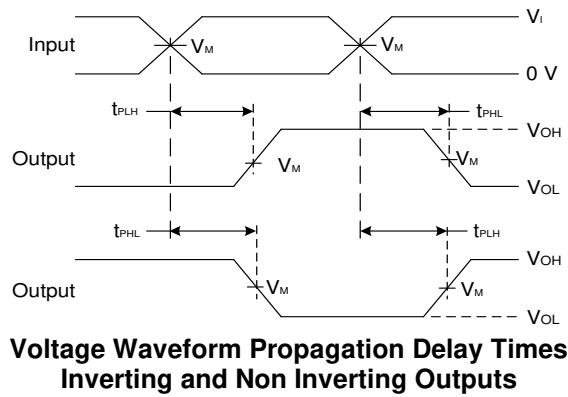 VI
Input VM VM
0 V
tPLH tPHL
VOH
Output VM VM
VOL
tPHL tPLH
VOH
Output VM VM
VOL
Voltage Waveform Propagation Delay Times
Inverting and Non Inverting Outputs